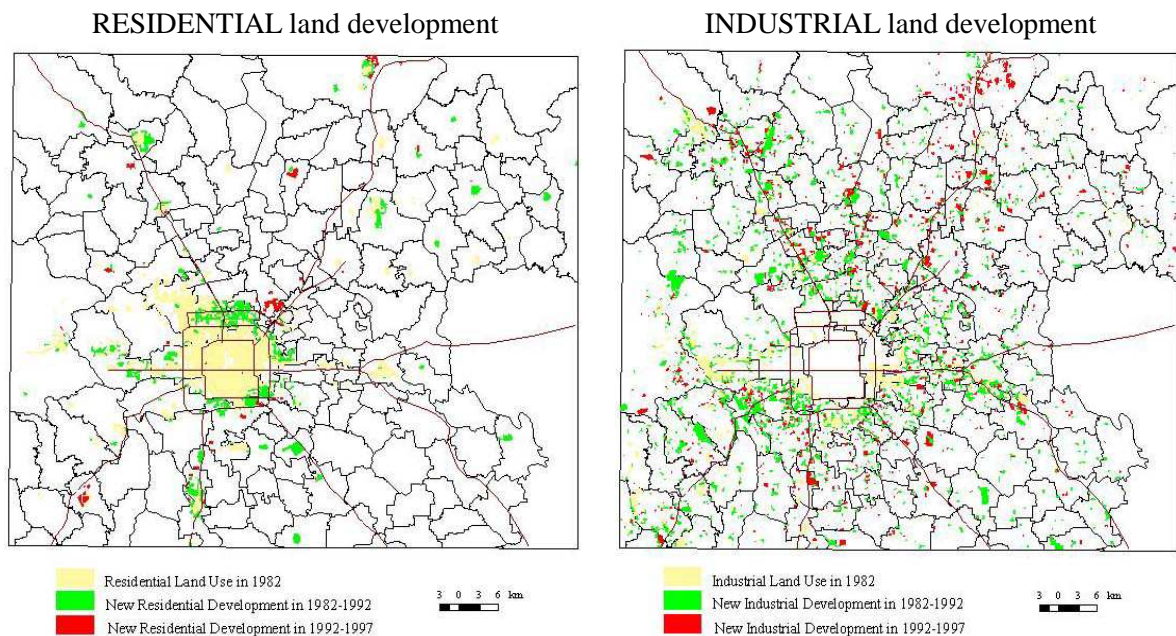 RESIDENTIAL land development
INDUSTRIAL land development
Residential Land Use in 1982
New Residential Development in 1982-1992
New Residential Development in 1992-1997
3 0 3 6 km
Industrial Land Use in 1982
New Industrial Development in 1982-1992
New Industrial Development in 1992-1997
3 0 3 6 km